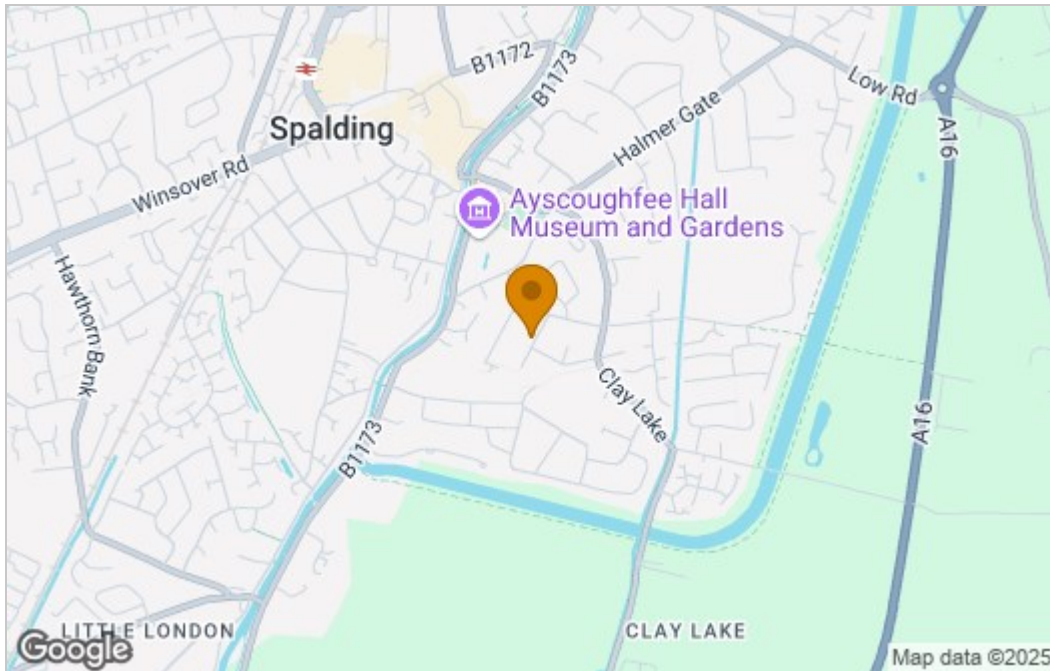 B1172
B1173
Low Rd
Spalding
Halmer Gate
A16
Winsover Rd
Ayscoughfee Hall
Museum and Gardens
Hawthorn Bank
Clay Lake
A16
B1173
LITTLE LONDON
CLAY LAKE
Google
Map data ©2025